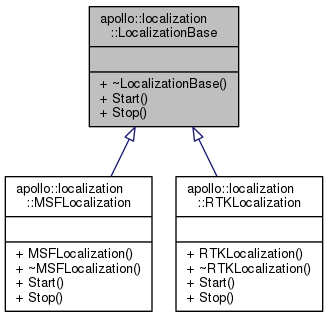 apollo::localization
::LocalizationBase
+ ~LocalizationBase()
+ Start()
+ Stop()
apollo::localization
::MSFLocalization
+ MSFLocalization()
+ ~MSFLocalization()
+ Start()
+ Stop()
apollo::localization
::RTKLocalization
+ RTKLocalization()
+ ~RTKLocalization()
+ Start()
+ Stop()